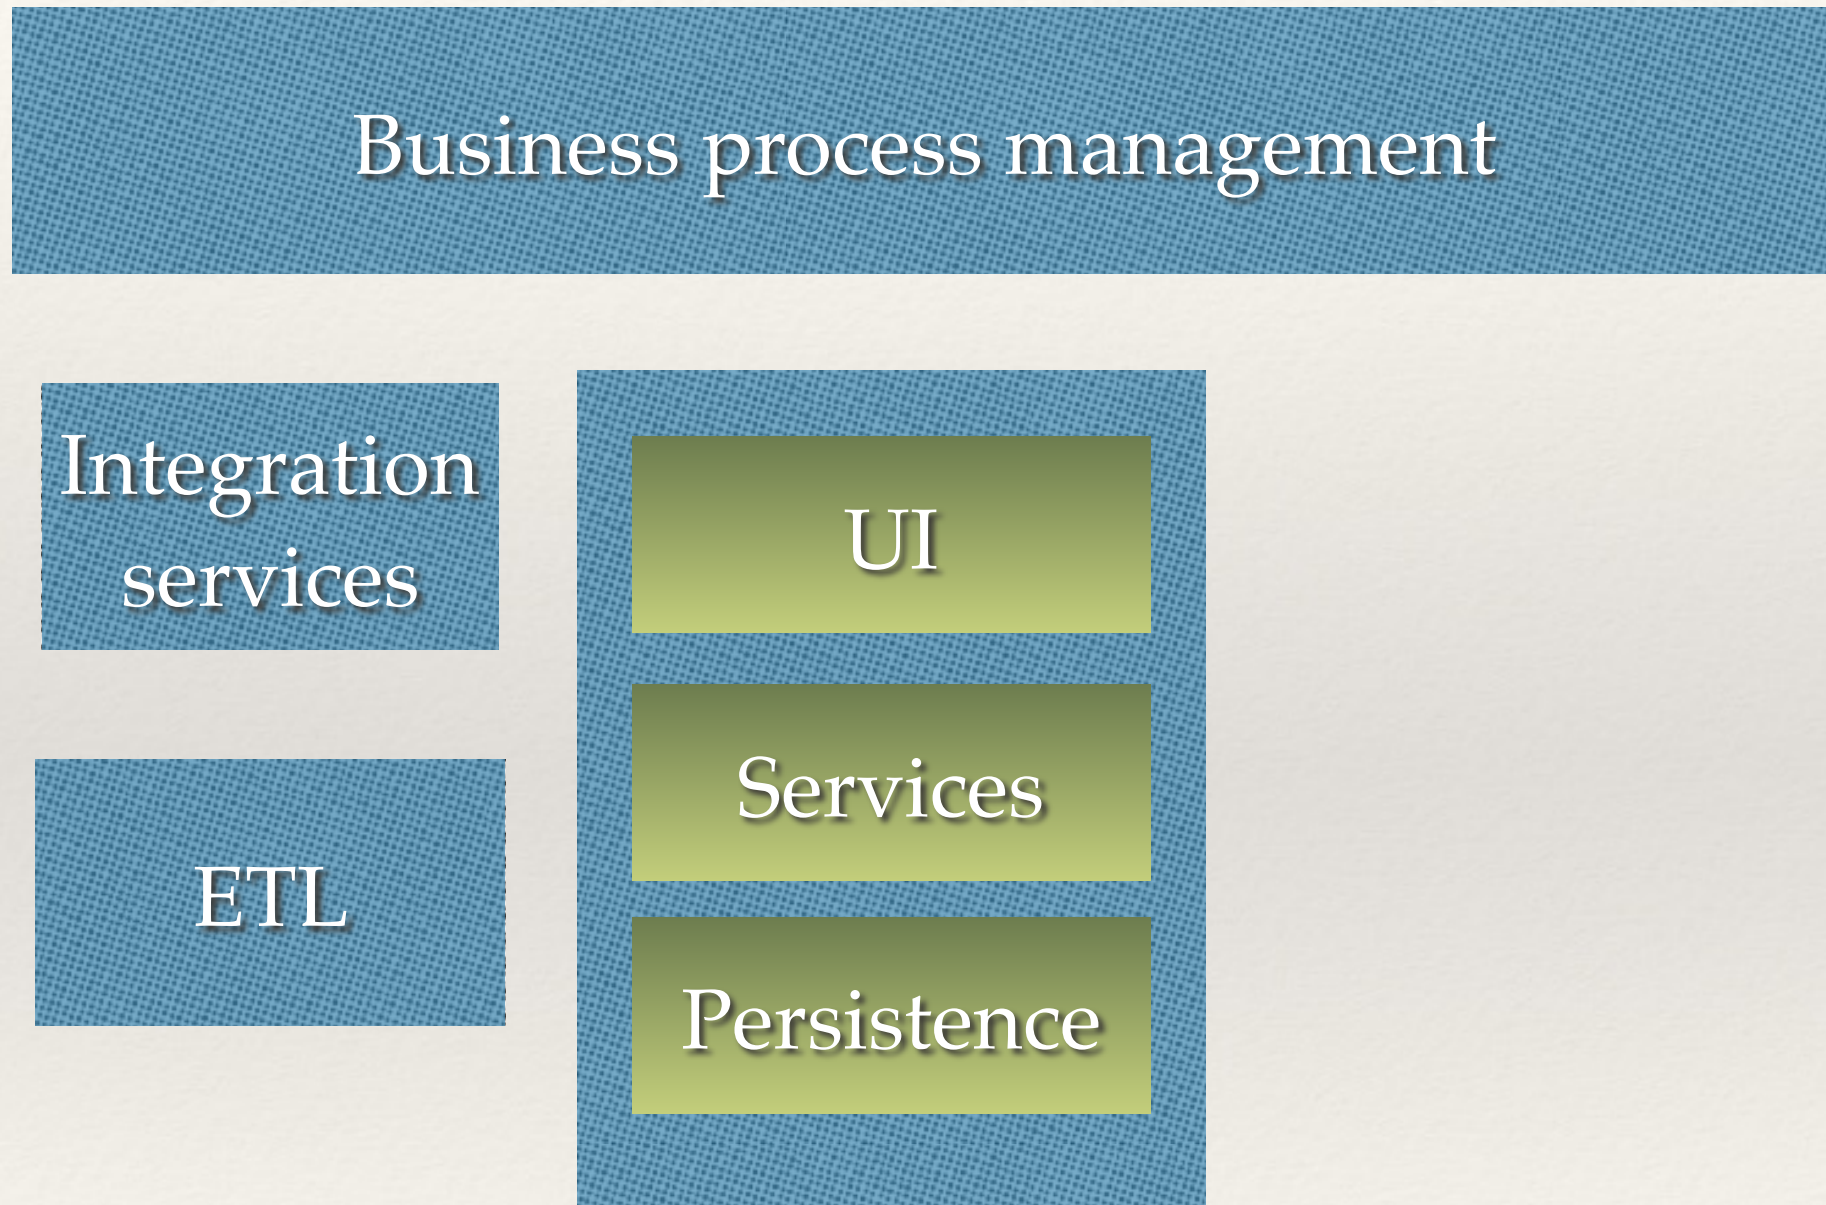 Business process management
Integration
services
UI
Services
ETL
Persistence